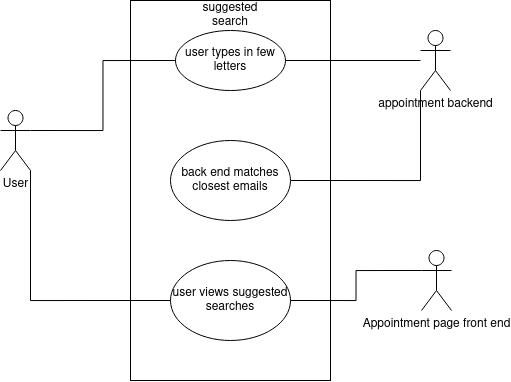 suggested
search
user types in few
letters
appointment backend
back end matches
closest emails
User
user views suggested
searches
Appointment page front end